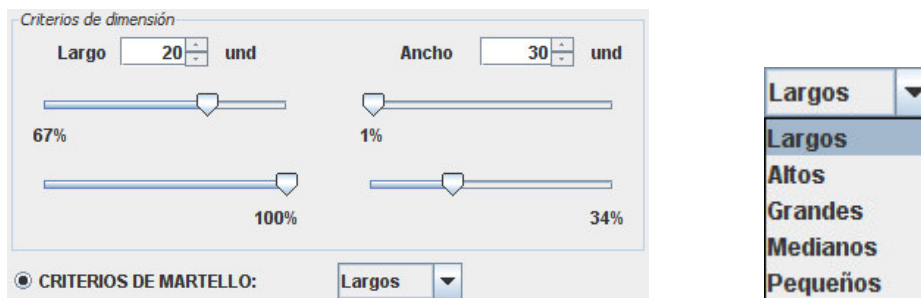 Criterios de dimensión
Largo 20 und Ancho 30 und
67% 1%
100% 34%
CRITERIOS DE MARTELLO: Largos
Largos
Largos
Altos
Grandes
Medianos
Pequeños